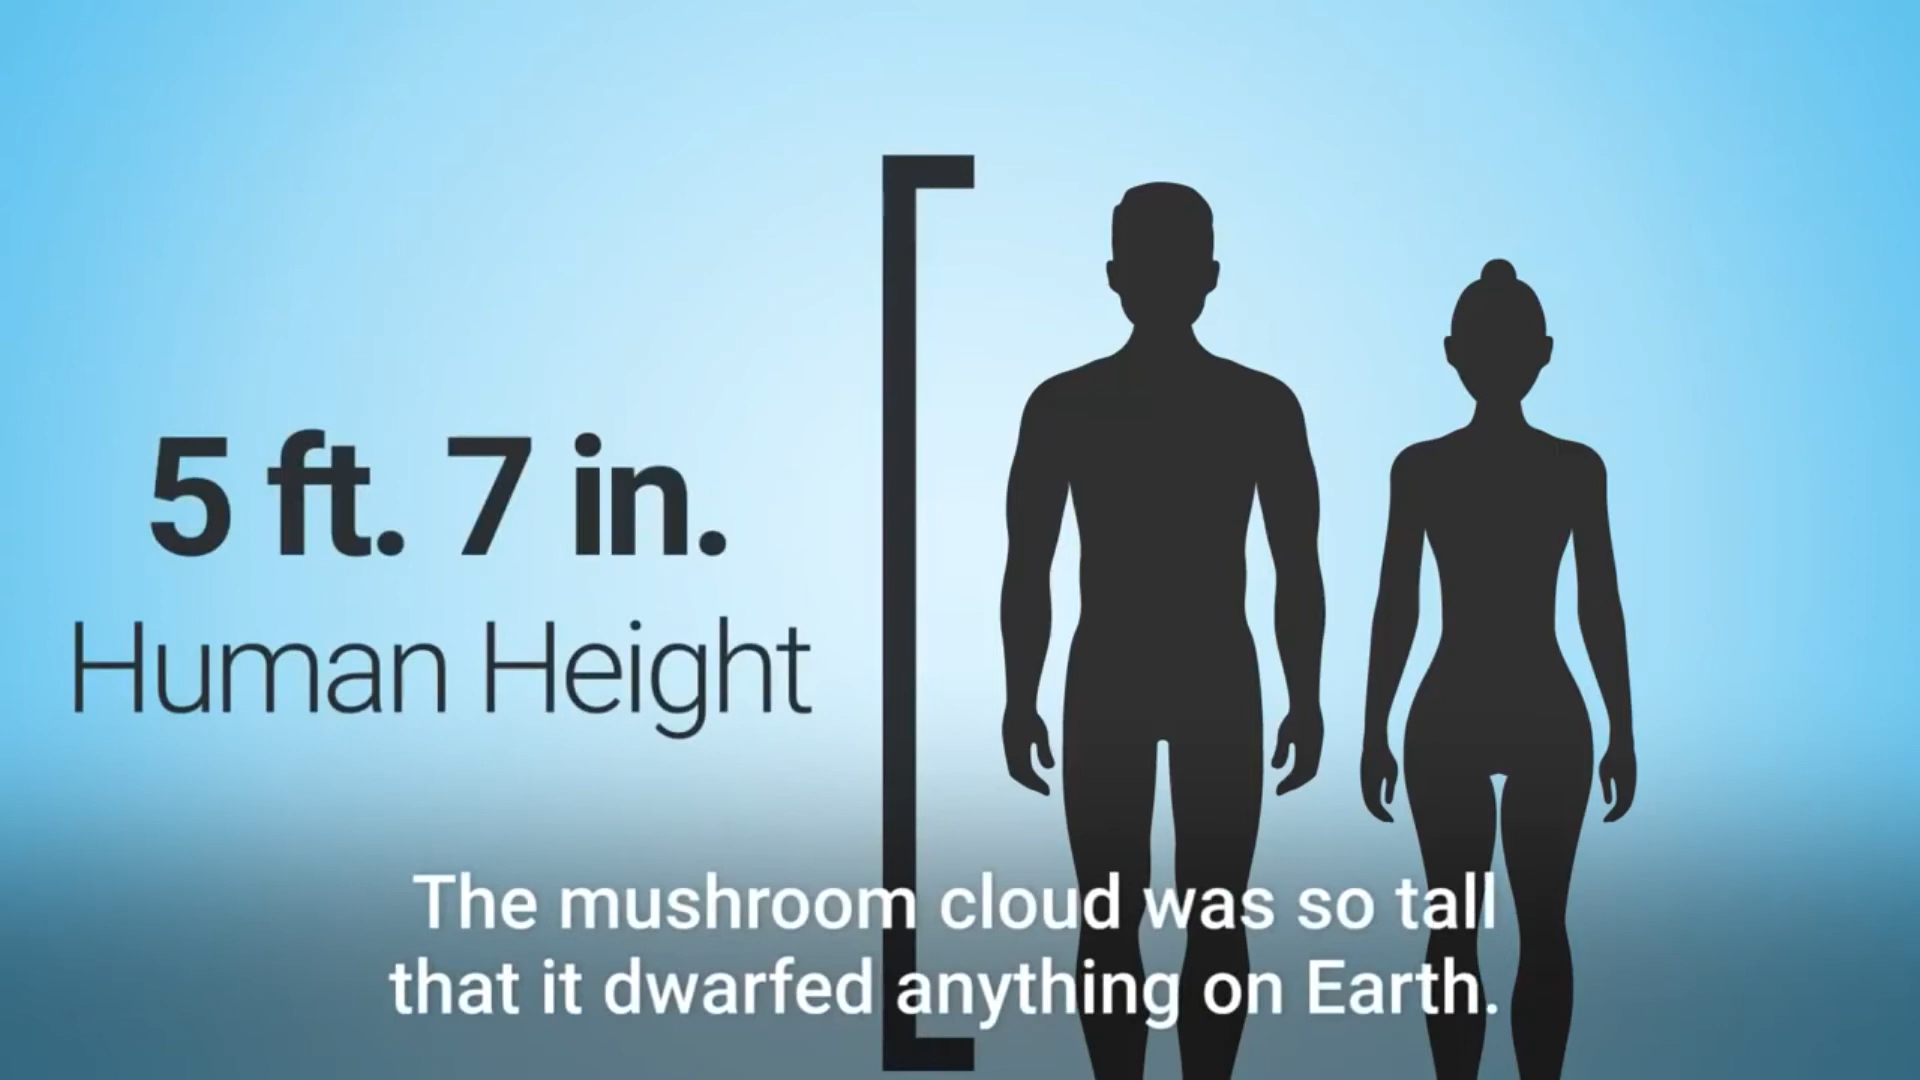 5 ft. 7 in.
Human Height
The mushroom cloud was so tall
that it dwarfed anything on Earth.